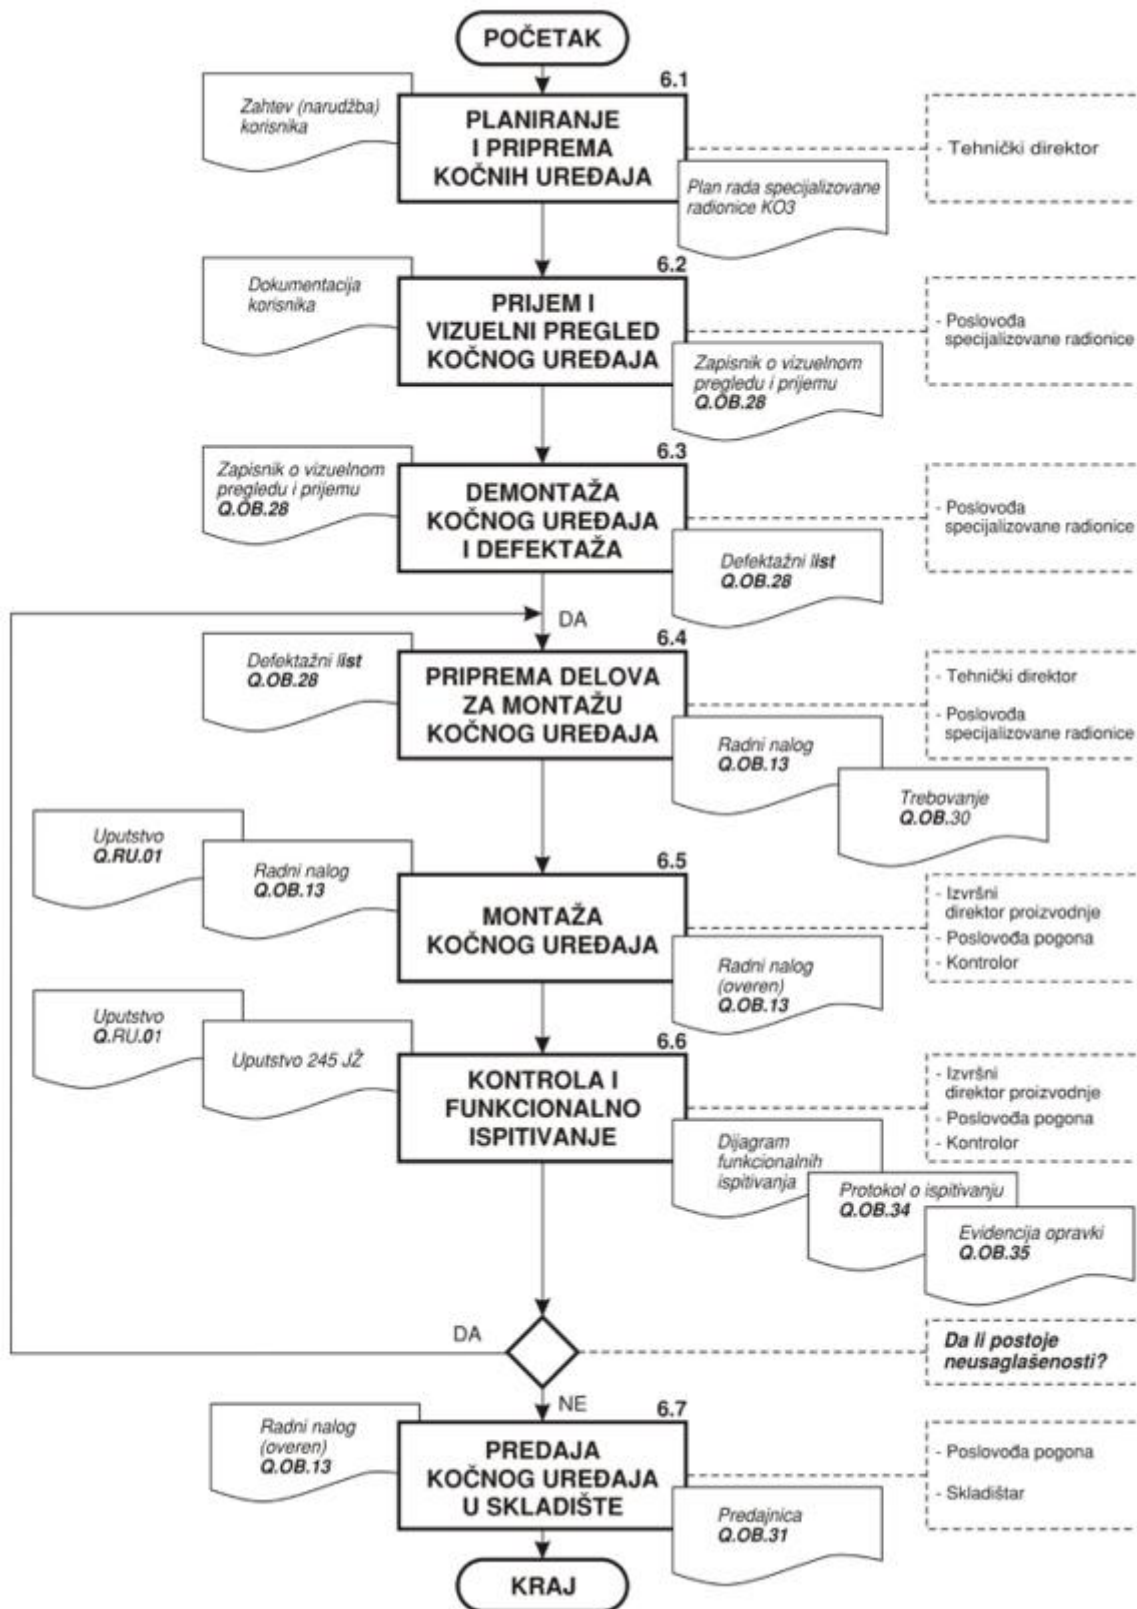 POČETAK
6.1
Zahtev (narudžba)
korisnika
PLANIRANJE
I PRIPREMA
KOČNIH UREĐAJA
- Tehnički direktor
Plan rada specijalizovane
radionice KO3
6.2
Dokumentacija
korisnika
PRIJEM I
VIZUELNI PREGLED
KOČNOG UREĐAJA
- Poslovođa
specijalizovane radionice
Zapisnik o vizuelnom
pregledu i prijemu
Q.OB.28
6.3
Zapisnik o vizuelnom
pregledu i prijemu
Q.OB.28
DEMONTAŽA
KOČNOG UREĐAJA
I DEFEKTAŽA
- Poslovođa
specijalizovane radionice
Defektažni list
Q.OB.28
DA
6.4
Defektažni list
Q.OB.28
PRIPREMA DELOVA
ZA MONTAŽU
KOČNOG UREĐAJA
- Tehnički direktor
- Poslovođa
specijalizovane radionice
Radni nalog
Q.OB.13
Trebovanje
Q.OB.30
6.5
Uputstvo
Q.RU.01
Radni nalog
Q.OB.13
MONTAŽA
KOČNOG UREĐAJA
- Izvršni
direktor proizvodnje
- Poslovođa pogona
- Kontrolor
Radni nalog
(overen)
Q.OB.13
6.6
Uputstvo
Q.RU.01
Uputstvo 245 JŽ
KONTROLA I
FUNKCIONALNO
ISPITIVANJE
- Izvršni
direktor proizvodnje
- Poslovođa pogona
- Kontrolor
Dijagram
funkcionalnih
ispitivanja
Protokol o ispitivanju
Q.OB.34
Evidencija opravki
Q.OB.35
DA
Da li postoje
neusaglašenosti?
NE
6.7
Radni nalog
(overen)
Q.OB.13
PREDAJA
KOČNOG UREĐAJA
U SKLADIŠTE
- Poslovođa pogona
- Skladištar
Predajnica
Q.OB.31
KRAJ